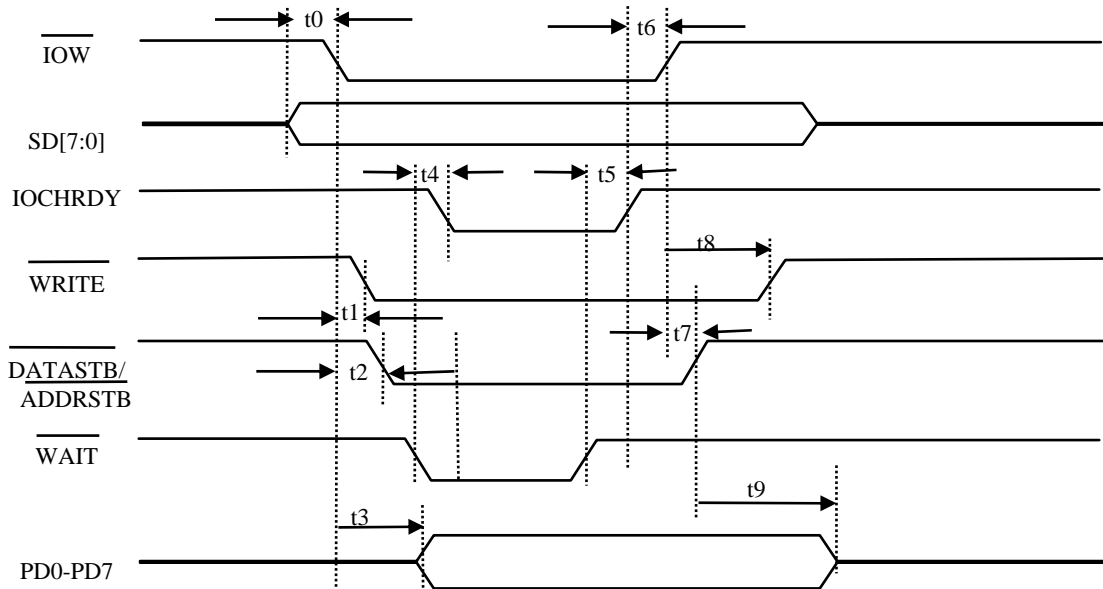 t0
t6
IOW
SD[7:0]
t4
t5
IOCHRDY
t8
WRITE
t1
t7
DATASTB/
t2
ADDRSTB
WAIT
t9
t3
PD0-PD7